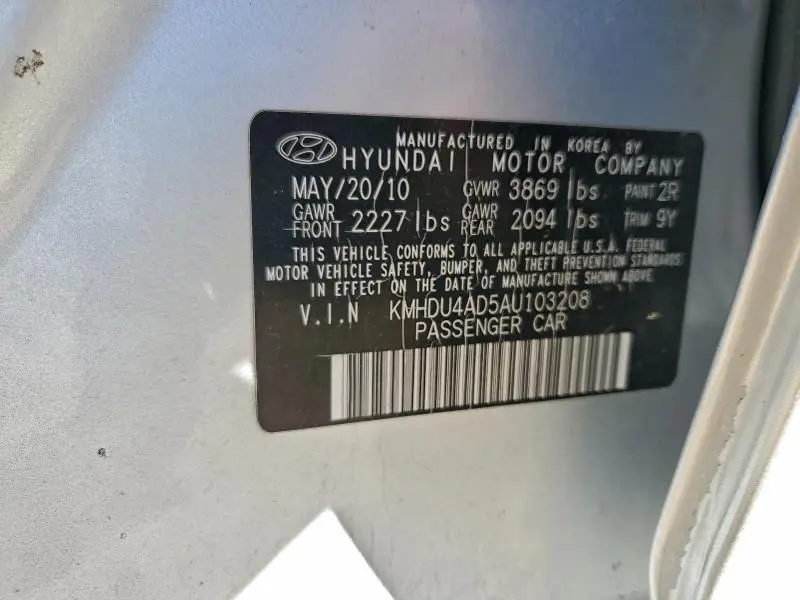 MANUFACTURED IN KOREA BY
HYUNDAI MOTOR COMPANY
MAY/20/10 GVWR 3869 lbs PAINT 2R
GAWR FRONT 2227 lbs GAWR REAR 2094 lbs TRIM 9Y
THIS VEHICLE CONFORMS TO ALL APPLICABLE U.S.A. FEDERAL
MOTOR VEHICLE SAFETY, BUMPER, AND THEFT PREVENTION STANDARDS
IN EFFECT ON THE DATE OF MANUFACTURE SHOWN ABOVE
V.I.N KMHDU4AD5AU103208
PASSENGER CAR